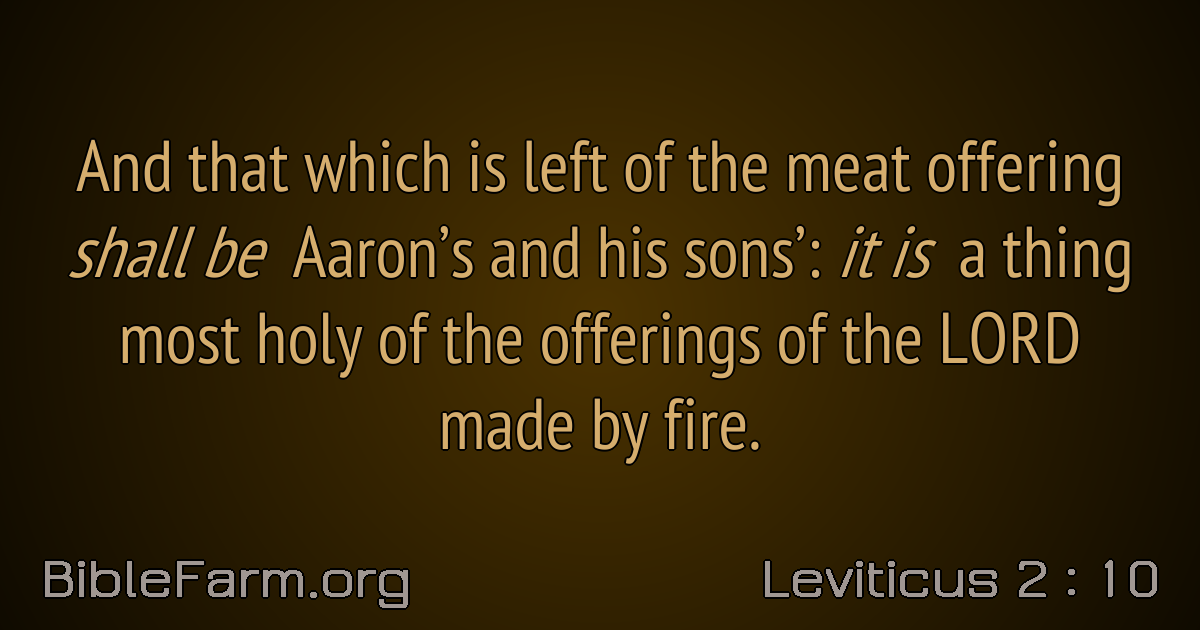 And that which is left of the meat offering
shall be Aaron’s and his sons’: it is a thing
most holy of the offerings of the LORD
made by fire.
BibleFarm.org
Leviticus 2 : 10